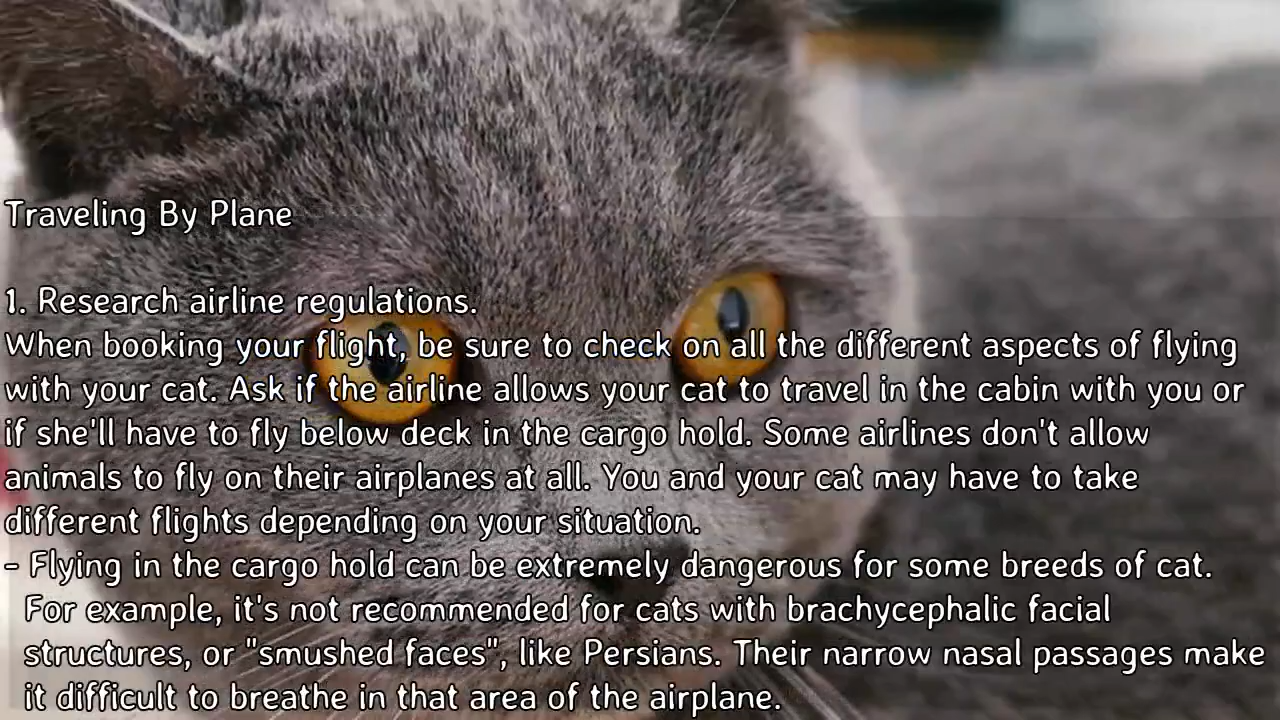 Traveling By Plane
1. Research airline regulations.
When booking your flight, be sure to check on all the different aspects of flying
with your cat. Ask if the airline allows your cat to travel in the cabin with you or
if she'll have to fly below deck in the cargo hold. Some airlines don't allow
animals to fly on their airplanes at all. You and your cat may have to take
different flights depending on your situation.
- Flying in the cargo hold can be extremely dangerous for some breeds of cat.
For example, it's not recommended for cats with brachycephalic facial
structures, or "smushed faces", like Persians. Their narrow nasal passages make
it difficult to breathe in that area of the airplane.